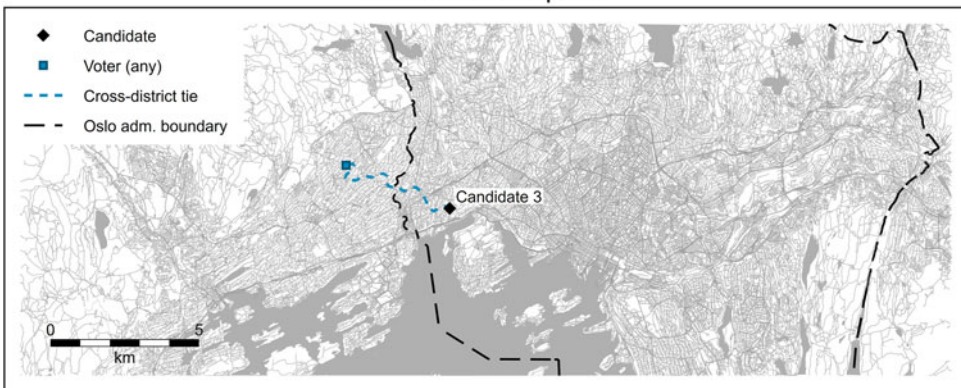 Candidate
Voter (any)
Cross-district tie
Oslo adm. boundary
Candidate 3
0 5
km